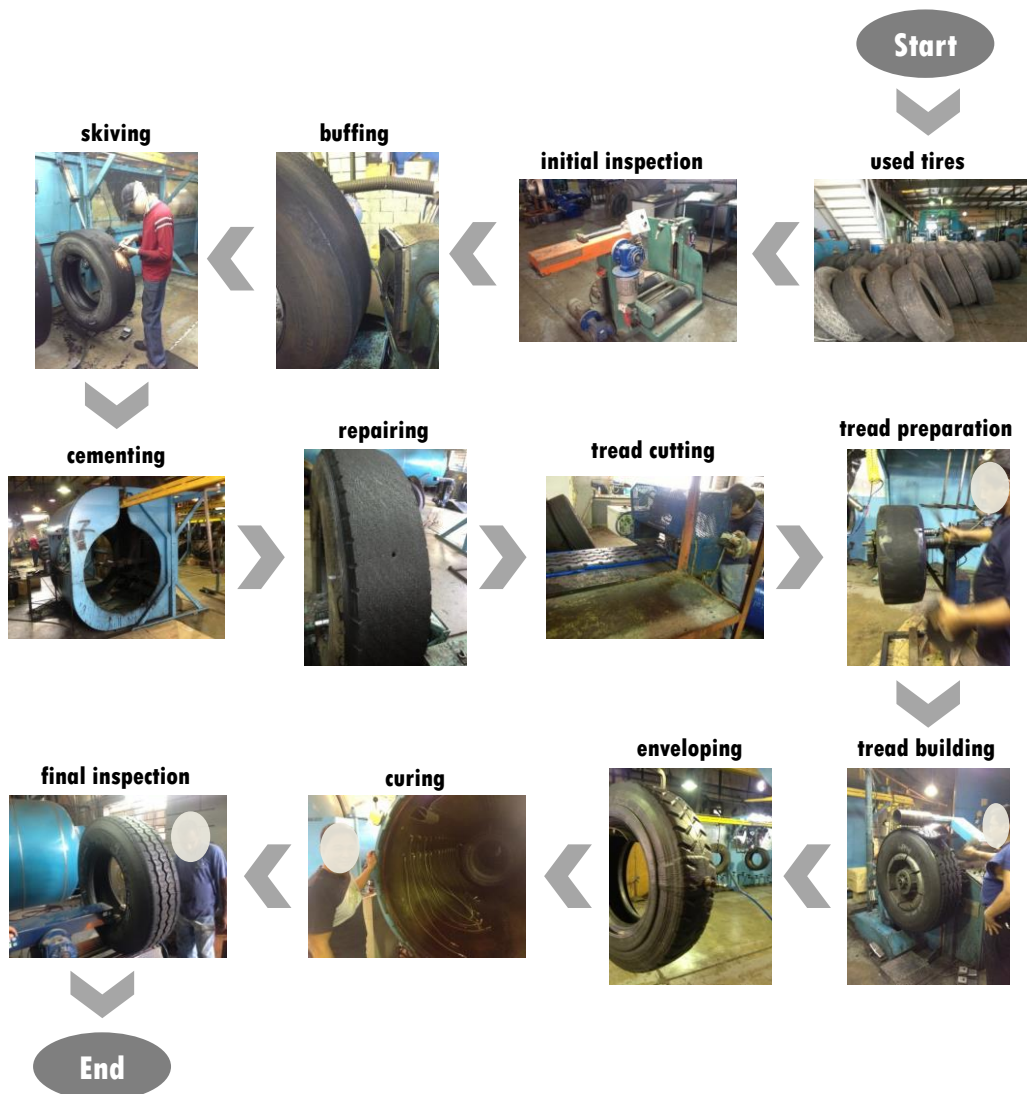 Start
skiving
buffing
initial inspection
used tires
cementing
repairing
tread cutting
tread preparation
final inspection
curing
enveloping
tread building
End